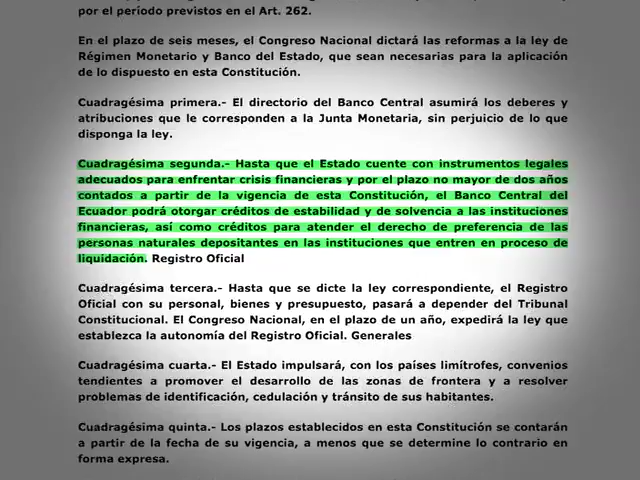 por el período previstos en el Art. 262.
En el plazo de seis meses, el Congreso Nacional dictará las reformas a la ley de
Régimen Monetario y Banco del Estado, que sean necesarias para la aplicación
de lo dispuesto en esta Constitución.
Cuadragésima primera.- El directorio del Banco Central asumirá los deberes y
atribuciones que le corresponden a la Junta Monetaria, sin perjuicio de lo que
disponga la ley.
Cuadragésima segunda.- Hasta que el Estado cuente con instrumentos legales
adecuados para enfrentar crisis financieras y por el plazo no mayor de dos años
contados a partir de la vigencia de esta Constitución, el Banco Central del
Ecuador podrá otorgar créditos de estabilidad y de solvencia a las instituciones
financieras, así como créditos para atender el derecho de preferencia de las
personas naturales depositantes en las instituciones que entren en proceso de
liquidación. Registro Oficial
Cuadragésima tercera.- Hasta que se dicte la ley correspondiente, el Registro
Oficial con su personal, bienes y presupuesto, pasará a depender del Tribunal
Constitucional. El Congreso Nacional, en el plazo de un año, expedirá la ley que
establezca la autonomía del Registro Oficial. Generales
Cuadragésima cuarta.- El Estado impulsará, con los países limítrofes, convenios
tendientes a promover el desarrollo de las zonas de frontera y a resolver
problemas de identificación, cedulación y tránsito de sus habitantes.
Cuadragésima quinta.- Los plazos establecidos en esta Constitución se contarán
a partir de la fecha de su vigencia, a menos que se determine lo contrario en
forma expresa.